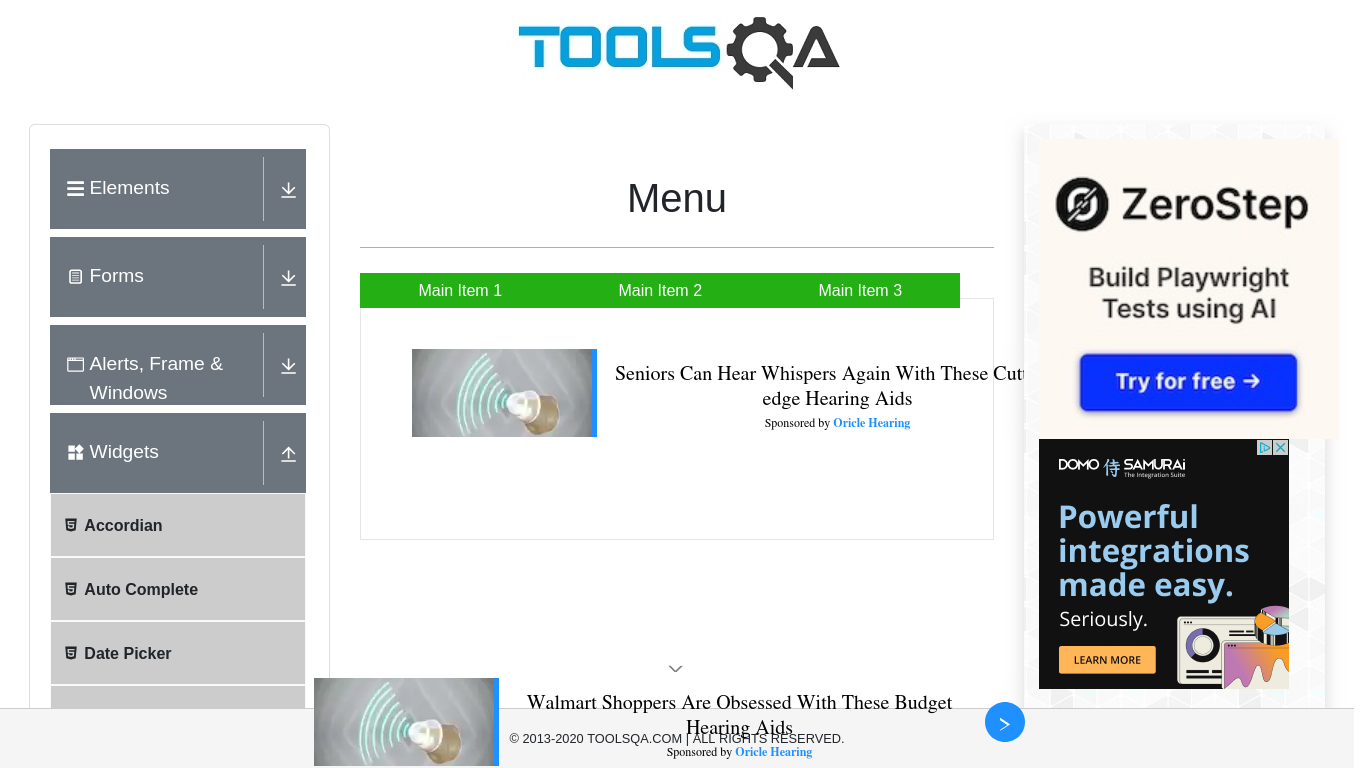 TOOLSQA
Elements
Forms
Alerts, Frame &
Windows
Widgets
Accordian
Auto Complete
Date Picker
Menu
Main Item 1
Main Item 2
Main Item 3
Seniors Can Hear Whispers Again With These
edge Hearing Aids
Sponsored by Oricle Hearing
ZeroStep
Build Playwright
Tests using AI
Try for free →
DOMO 侍 SAMURAI
The Integration Suite
Powerful
integrations
made easy.
Seriously.
LEARN MORE
Walmart Shoppers Are Obsessed With These Budget
Hearing Aids
Sponsored by Oricle Hearing
© 2013-2020 TOOLSQA.COM | ALL RIGHTS RESERVED.